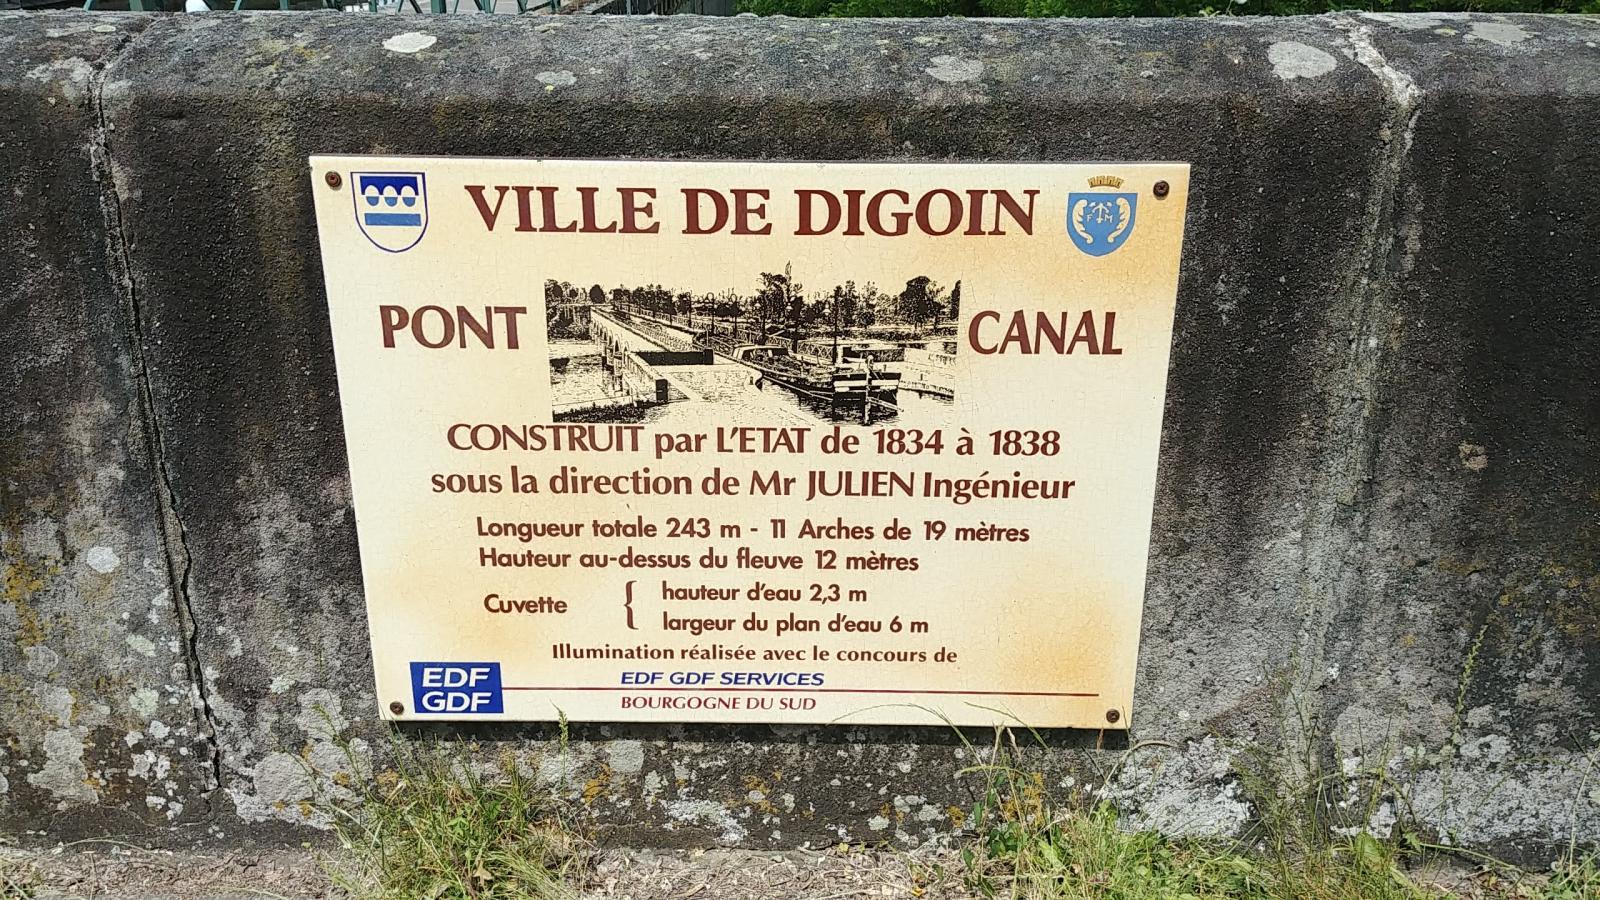 VILLE DE DIGOIN
F M
PONT CANAL
CONSTRUIT par L'ETAT de 1834 à 1838
sous la direction de Mr JULIEN Ingénieur
Longueur totale 243 m - 11 Arches de 19 mètres
Hauteur au-dessus du fleuve 12 mètres
Cuvette { hauteur d'eau 2,3 m
largeur du plan d'eau 6 m
Illumination réalisée avec le concours de
EDF GDF
EDF GDF SERVICES
BOURGOGNE DU SUD